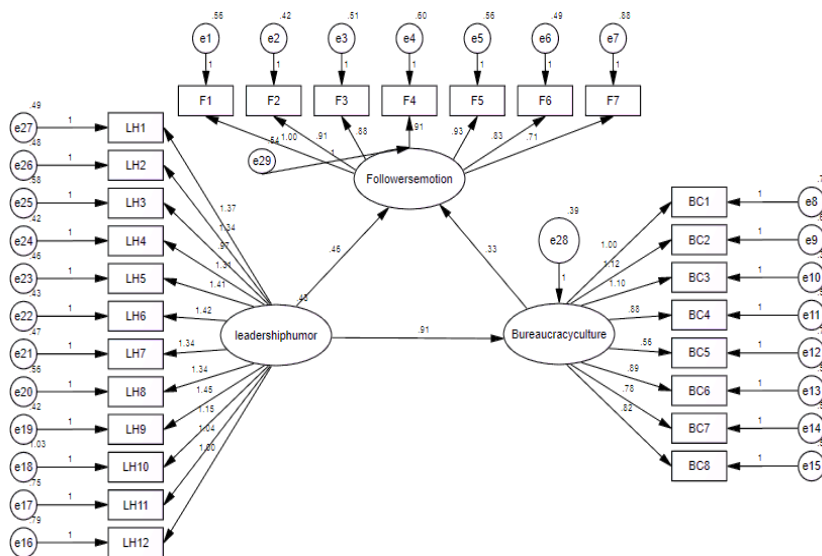 .56 .42 .51 .60 .56 .49 .88
e1 e2 e3 e4 e5 e6 e7
1 1 1 1 1 1 1
F1 F2 F3 F4 F5 F6 F7
1.00 .91 .88 .91 .93 .83 .71
e29 1
Followersemotion
.49
e27 1 LH1 1.37
.48
e26 1 LH2 1.34
.58
e25 1 LH3 .97
.42
e24 1 LH4
.46
e23 1 LH5 1.41
.43
e22 1 LH6 1.42
.47
e21 1 LH7 1.34
.56
e20 1 LH8 1.34
.42
e19 1 LH9 1.45
1.03
e18 1 LH10 1.15
.75
e17 1 LH11 1.04
.79
e16 1 LH12 1.00
leadershiphumor
.46
.33
.91
.39
e28
1
Bureaucracyculture
1.00 BC1 1 e8
1.12 BC2 1 e9
1.10 BC3 1 e10
.88 BC4 1 e11
.56 BC5 1 e12
.89 BC6 1 e13
.78 BC7 1 e14
.82 BC8 1 e15